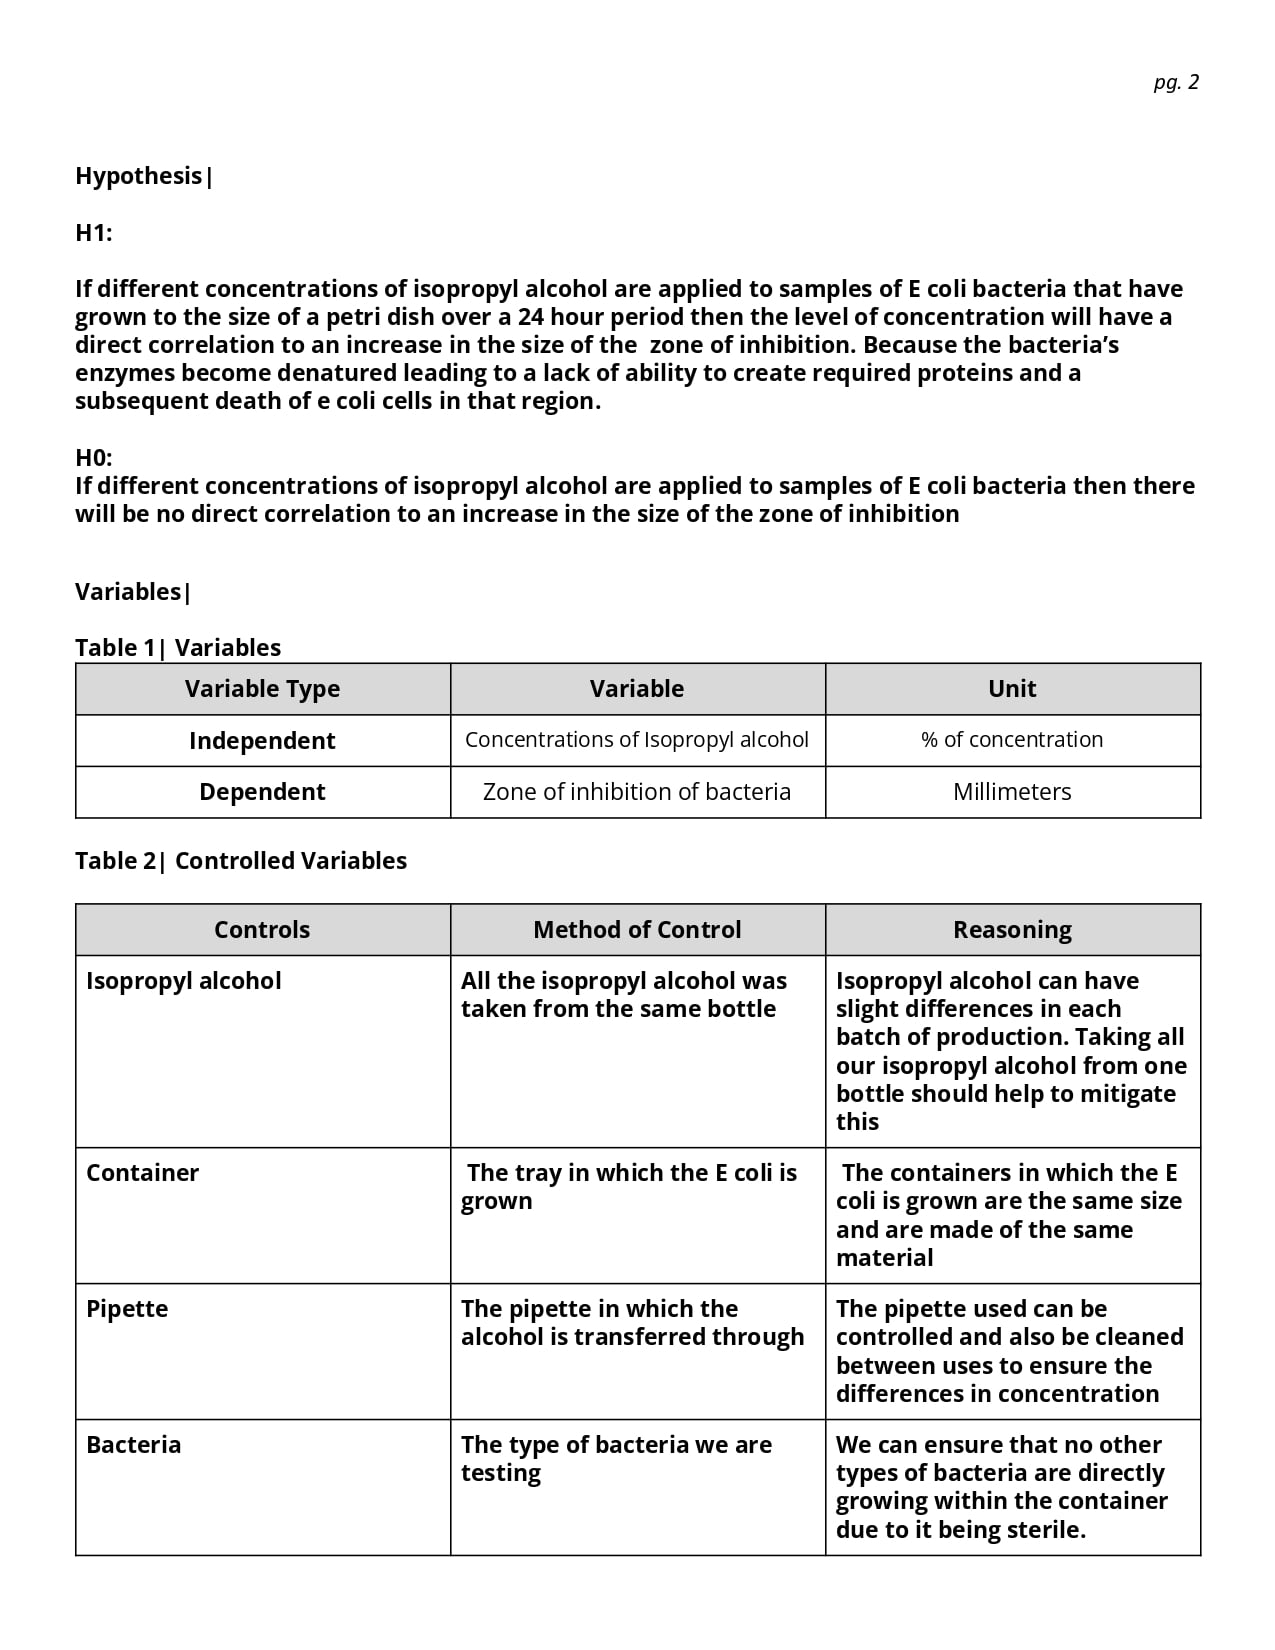 pg. 2
Hypothesis|
H1:
If different concentrations of isopropyl alcohol are applied to samples of E coli bacteria that have
grown to the size of a petri dish over a 24 hour period then the level of concentration will have a
direct correlation to an increase in the size of the  zone of inhibition. Because the bacteria’s
enzymes become denatured leading to a lack of ability to create required proteins and a
subsequent death of e coli cells in that region.
H0:
If different concentrations of isopropyl alcohol are applied to samples of E coli bacteria then there
will be no direct correlation to an increase in the size of the zone of inhibition
Variables|
Table 1| Variables
Variable Type Variable Unit
Independent Concentrations of Isopropyl alcohol % of concentration
Dependent Zone of inhibition of bacteria Millimeters
Table 2| Controlled Variables
Controls Method of Control Reasoning
Isopropyl alcohol
All the isopropyl alcohol was
taken from the same bottle
Isopropyl alcohol can have
slight differences in each
batch of production. Taking all
our isopropyl alcohol from one
bottle should help to mitigate
this
Container
The tray in which the E coli is
grown
The containers in which the E
coli is grown are the same size
and are made of the same
material
Pipette
The pipette in which the
alcohol is transferred through
The pipette used can be
controlled and also be cleaned
between uses to ensure the
differences in concentration
Bacteria
The type of bacteria we are
testing
We can ensure that no other
types of bacteria are directly
growing within the container
due to it being sterile.